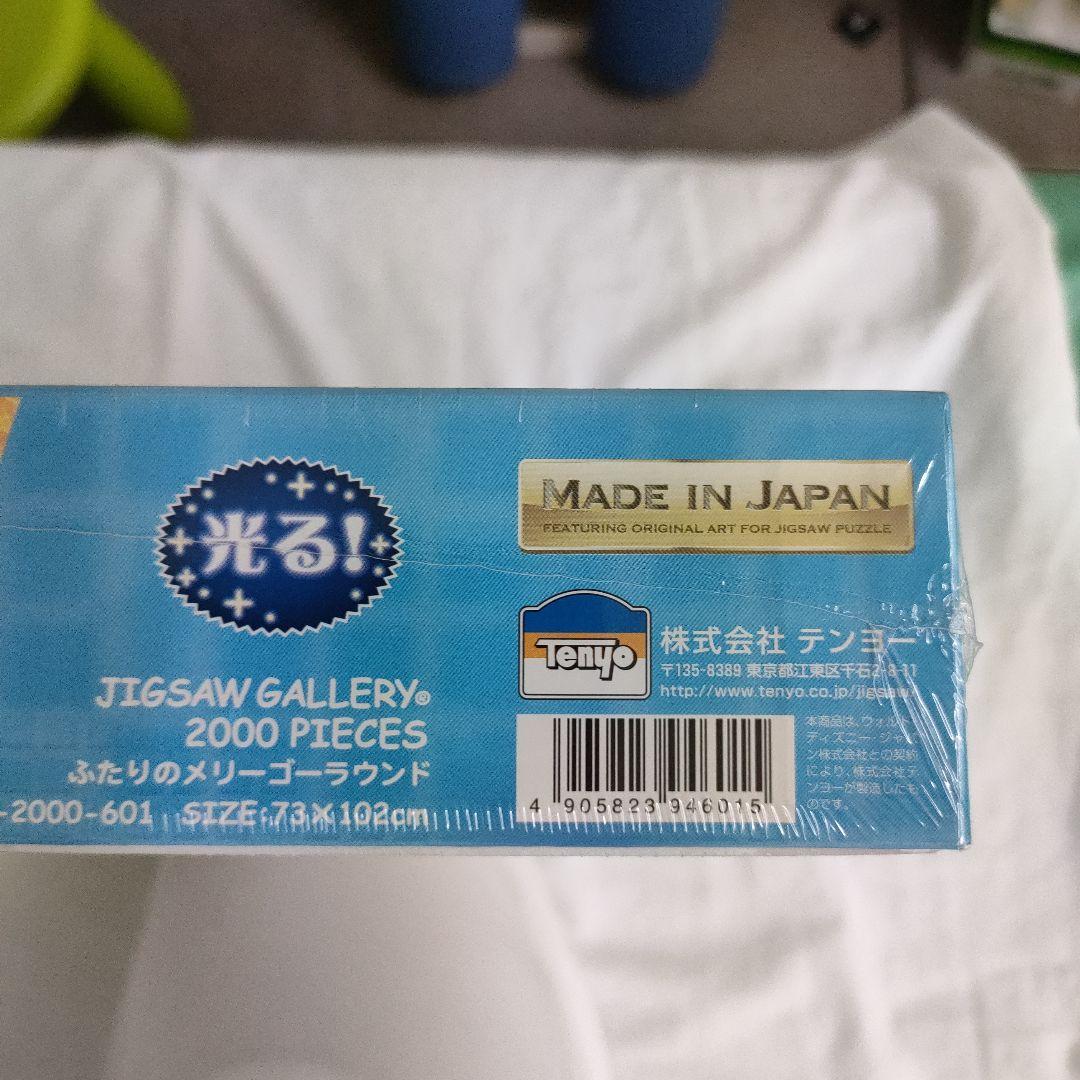 光る!
JIGSAW GALLERY®
2000 PIECES
ふたりのメリーゴーラウンド
-2000-601 SIZE:73×102cm
MADE IN JAPAN
FEATURING ORIGINAL ART FOR JIGSAW PUZZLE
Tenyo
株式会社 テンヨー
〒135-8389 東京都江東区千石2-8-11
http://www.tenyo.co.jp/jigsaw/
4 905823 946015
本商品は、ウォルト
ディズニー・ジャパ
ン株式会社との契約
により、株式会社テ
ンヨーが製造したも
のです。